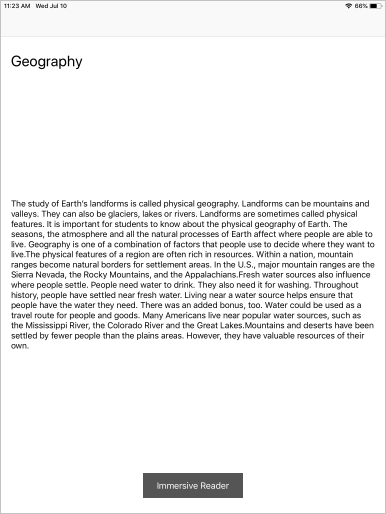 11:23 AM Wed Jul 10
66%
Geography
The study of Earth's landforms is called physical geography. Landforms can be mountains and
valleys. They can also be glaciers, lakes or rivers. Landforms are sometimes called physical
features. It is important for students to know about the physical geography of Earth. The
seasons, the atmosphere and all the natural processes of Earth affect where people are able to
live. Geography is one of a combination of factors that people use to decide where they want to
live.The physical features of a region are often rich in resources. Within a nation, mountain
ranges become natural borders for settlement areas. In the U.S., major mountain ranges are the
Sierra Nevada, the Rocky Mountains, and the Appalachians.Fresh water sources also influence
where people settle. People need water to drink. They also need it for washing. Throughout
history, people have settled near fresh water. Living near a water source helps ensure that
people have the water they need. There was an added bonus, too. Water could be used as a
travel route for people and goods. Many Americans live near popular water sources, such as
the Mississippi River, the Colorado River and the Great Lakes.Mountains and deserts have been
settled by fewer people than the plains areas. However, they have valuable resources of their
own.
Immersive Reader